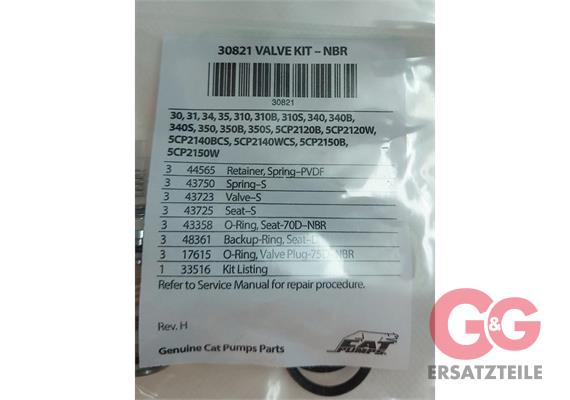 30821 VALVE KIT – NBR
30821
30, 31, 34, 35, 310, 310B, 310S, 340, 340B,
340S, 350, 350B, 350S, 5CP2120B, 5CP2120W,
5CP2140BCS, 5CP2140WCS, 5CP2150B,
5CP2150W
3 44565 Retainer, Spring–PVDF
3 43750 Spring–S
3 43723 Valve–S
3 43725 Seat–S
3 43358 O-Ring, Seat-70D–NBR
3 48361 Backup-Ring, Seat–D
3 17615 O-Ring, Valve Plug-75D–NBR
1 33516 Kit Listing
Refer to Service Manual for repair procedure.
Rev. H
Genuine Cat Pumps Parts
CAT
PUMPS
G&G
ERSATZTEILE